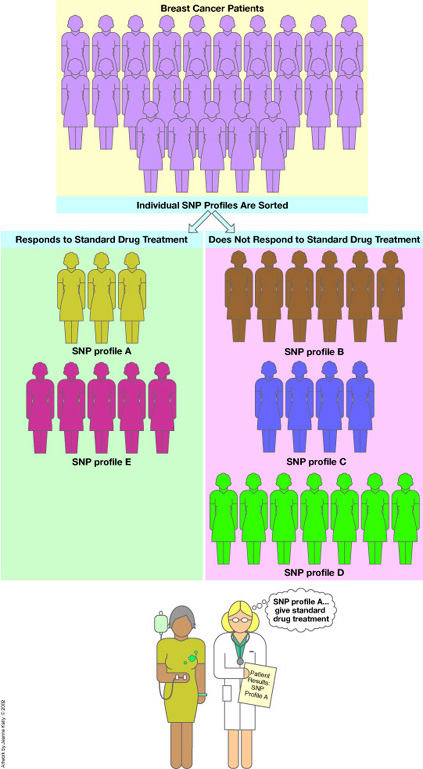 Breast Cancer Patients
Individual SNP Profiles Are Sorted
Responds to Standard Drug Treatment
Does Not Respond to Standard Drug Treatment
SNP profile A
SNP profile B
SNP profile E
SNP profile C
SNP profile D
SNP profile A...
give standard
drug treatment
Patient
Results:
SNP
Profile A
Artwork by Jeanne Kelly © 2002